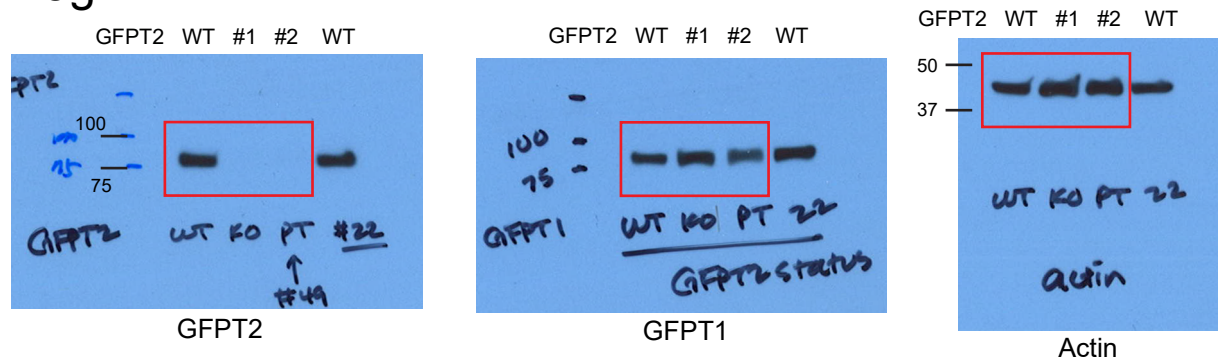 GFPT2 WT #1 #2 WT
100
75
75
GFPT2 WT KO PT #22
↑
#49
GFPT2
GFPT2 WT #1 #2 WT
100
75
GFPT1 WT KO PT 22
GFPT2 status
GFPT1
GFPT2 WT #1 #2 WT
50
37
WT KO PT 22
actin
Actin